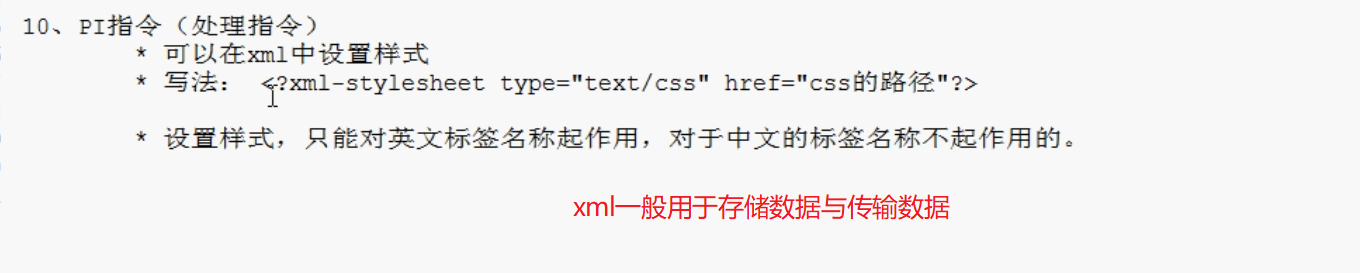 10、PI指令（处理指令）
* 可以在xml中设置样式
* 写法： <?xml-stylesheet type="text/css" href="css的路径"?>
* 设置样式，只能对英文标签名称起作用，对于中文的标签名称不起作用的。
xml一般用于存储数据与传输数据